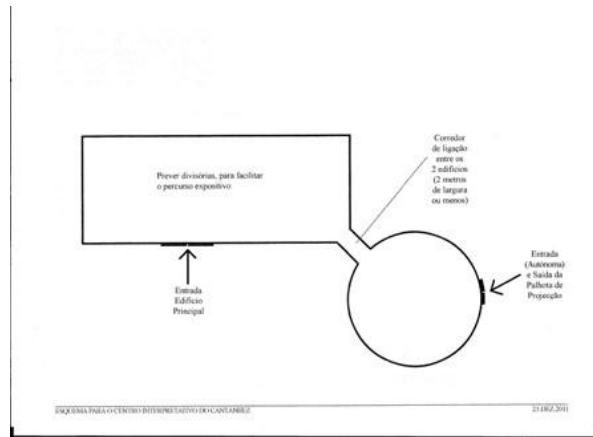 Corredor
de ligação
entre os
2 edifícios
(2 metros
de largura
ou menos)
Prever divisórias, para facilitar
o percurso expositivo
Entrada
(Autónoma)
e Saída da
Palhota de
Projecção
Entrada
Edifício
Principal
ESQUEMA PARA O CENTRO INTERPRETATIVO DO CANTANHEZ
23.DEZ.2011